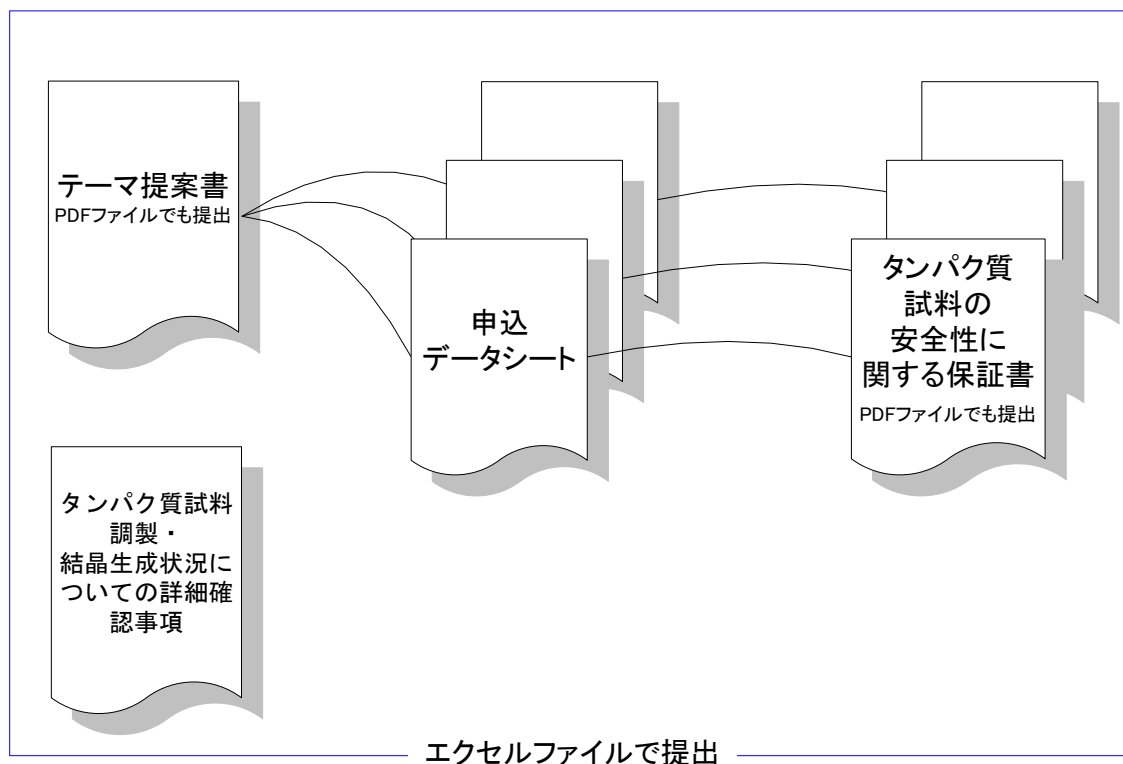 テーマ提案書
PDFファイルでも提出
申込
データシート
タンパク質
試料の
安全性に
関する保証書
PDFファイルでも提出
タンパク質試料
調製・
結晶生成状況に
ついての詳細確
認事項
エクセルファイルで提出